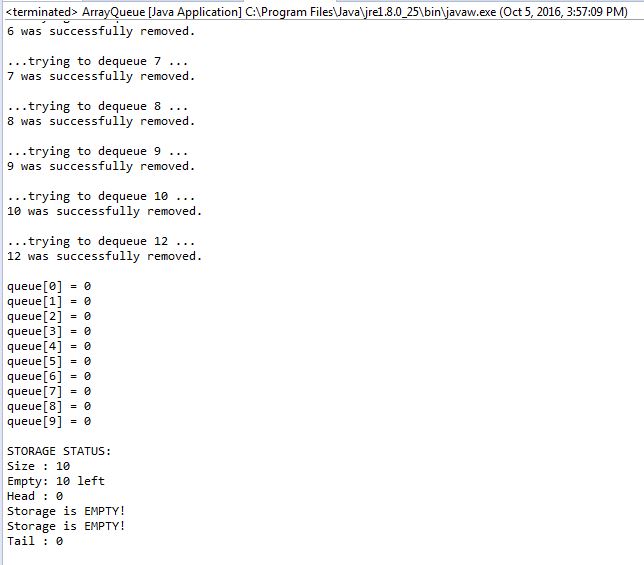 <terminated> ArrayQueue [Java Application] C:\Program Files\Java\jre1.8.0_25\bin\javaw.exe (Oct 5, 2016, 3:57:09 PM)
6 was successfully removed.
...trying to dequeue 7 ...
7 was successfully removed.
...trying to dequeue 8 ...
8 was successfully removed.
...trying to dequeue 9 ...
9 was successfully removed.
...trying to dequeue 10 ...
10 was successfully removed.
...trying to dequeue 12 ...
12 was successfully removed.
queue[0] = 0
queue[1] = 0
queue[2] = 0
queue[3] = 0
queue[4] = 0
queue[5] = 0
queue[6] = 0
queue[7] = 0
queue[8] = 0
queue[9] = 0
STORAGE STATUS:
Size : 10
Empty: 10 left
Head : 0
Storage is EMPTY!
Storage is EMPTY!
Tail : 0